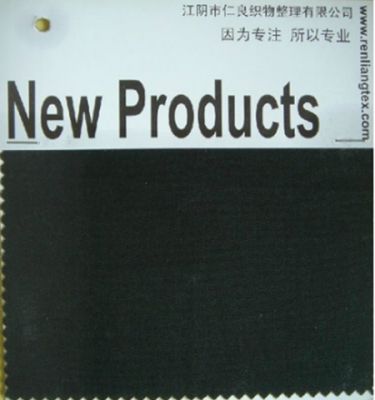 江阴市仁良织物整理有限公司
因为专注 所以专业
New Products
www.renliangtex.com